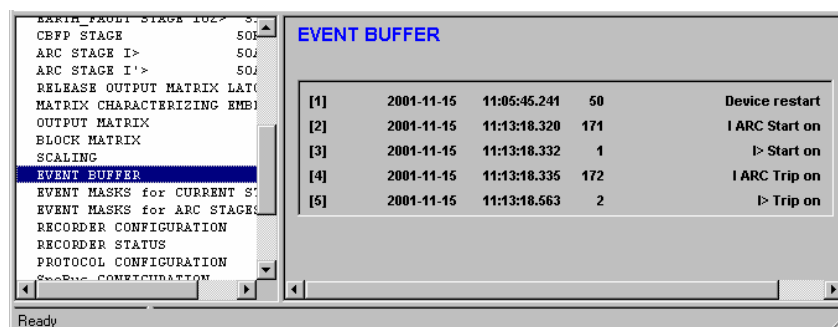 CBFP STAGE
ARC STAGE I>
ARC STAGE I'>
RELEASE OUTPUT MATRIX
MATRIX CHARACTERIZING
OUTPUT MATRIX
BLOCK MATRIX
SCALING
EVENT BUFFER
EVENT MASKS for CURRENT
EVENT MASKS for ARC STAGES
RECORDER CONFIGURATION
RECORDER STATUS
PROTOCOL CONFIGURATION
EVENT BUFFER
[1] 2001-11-15 11:05:45.241 50 Device restart
[2] 2001-11-15 11:13:18.320 171 I ARC Start on
[3] 2001-11-15 11:13:18.332 1 I> Start on
[4] 2001-11-15 11:13:18.335 172 I ARC Trip on
[5] 2001-11-15 11:13:18.563 2 I> Trip on
Ready